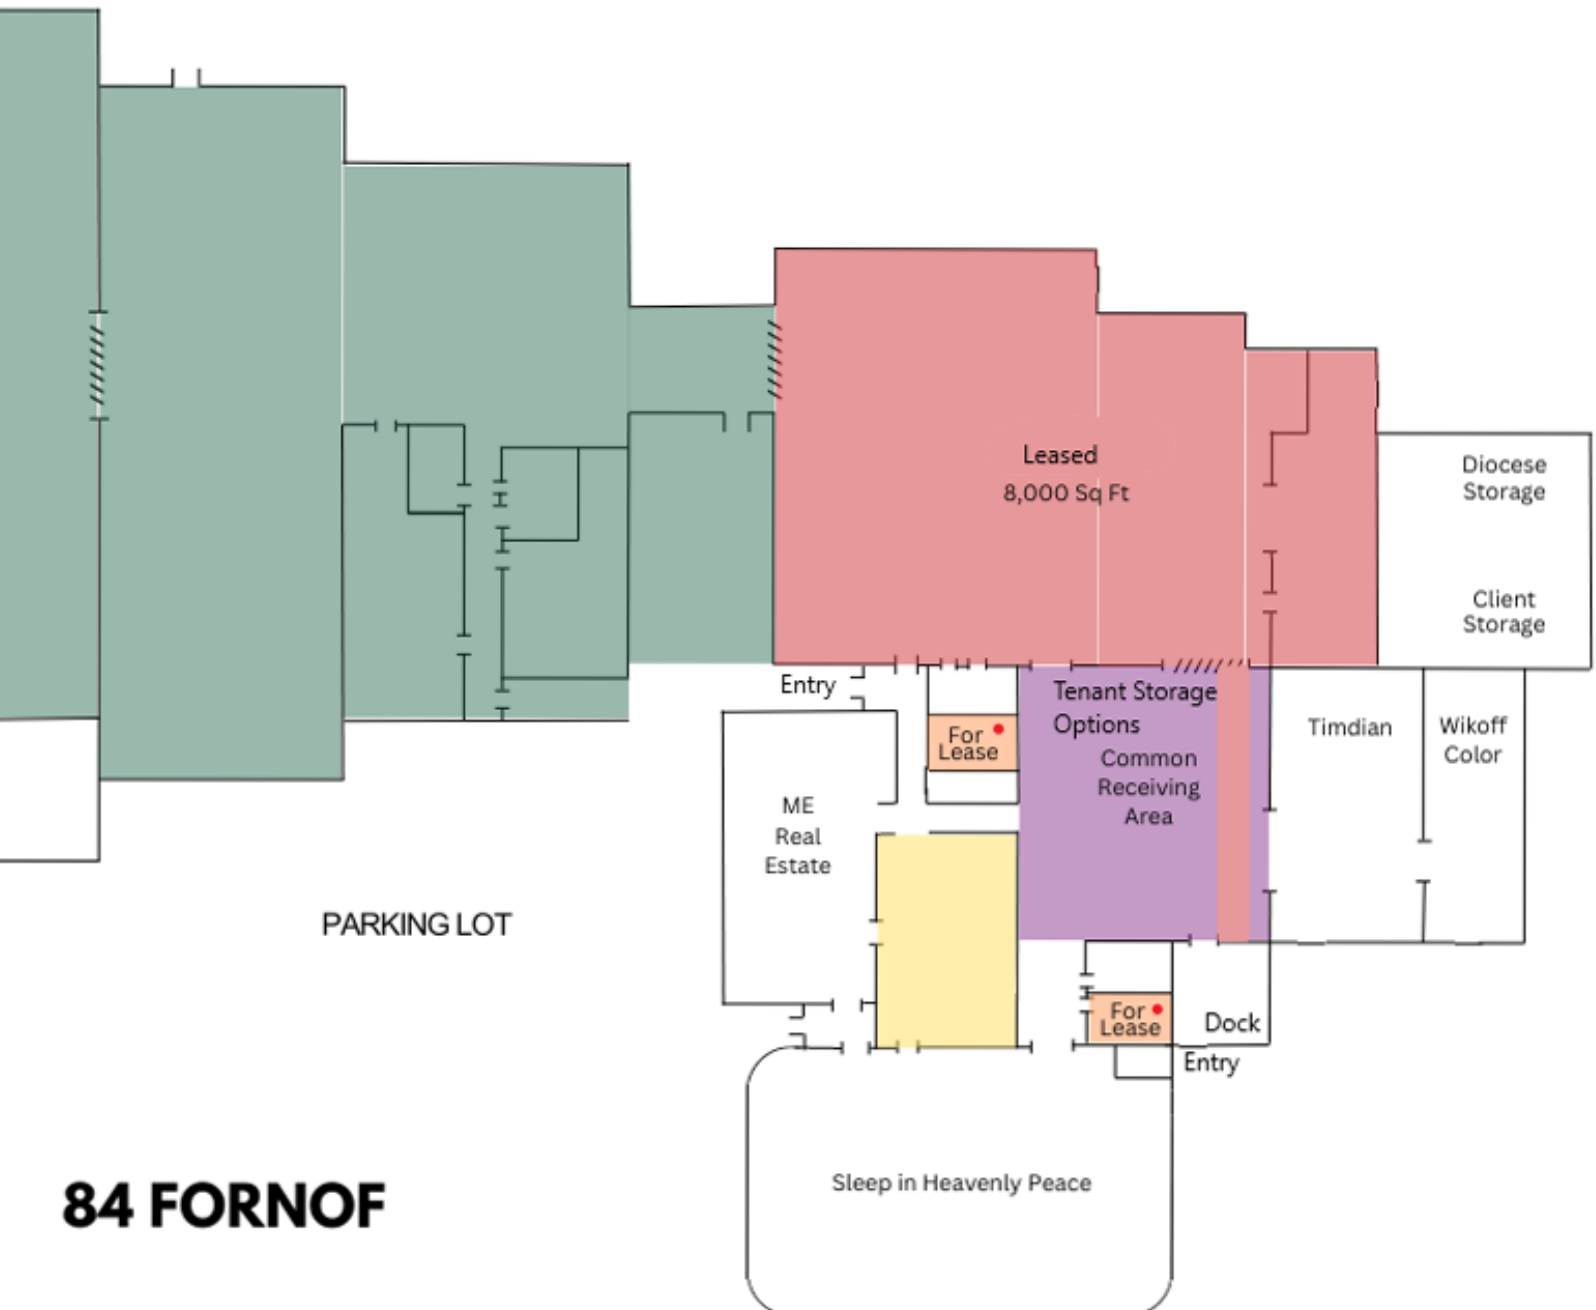 Leased
8,000 Sq Ft
Diocese
Storage
Client
Storage
Entry
Tenant Storage
Options
For
Lease
Common
Receiving
Area
Timdian
Wikoff
Color
ME
Real
Estate
PARKING LOT
For
Lease
Dock
Entry
Sleep in Heavenly Peace
84 FORNOF